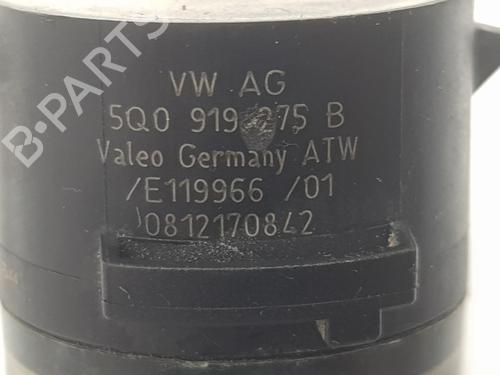 VW AG
5Q0 919 275 B
Valeo Germany ATW
/E119966 /01
0812170842
B-PARTS